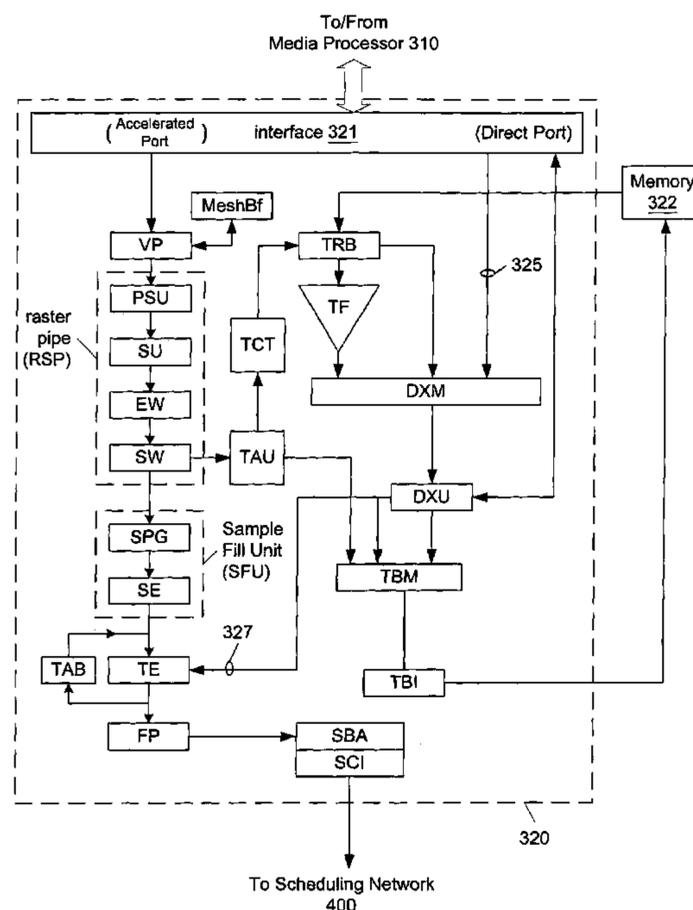 To/From
Media Processor 310
(Accelerated Port)
interface 321
(Direct Port)
Memory
322
MeshBf
VP
TRB
325
PSU
raster
pipe
(RSP)
SU
TF
TCT
EW
DXM
SW
TAU
DXU
SPG
Sample
Fill Unit
(SFU)
TBM
SE
327
TAB
TE
TBI
FP
SBA
SCI
320
To Scheduling Network
400